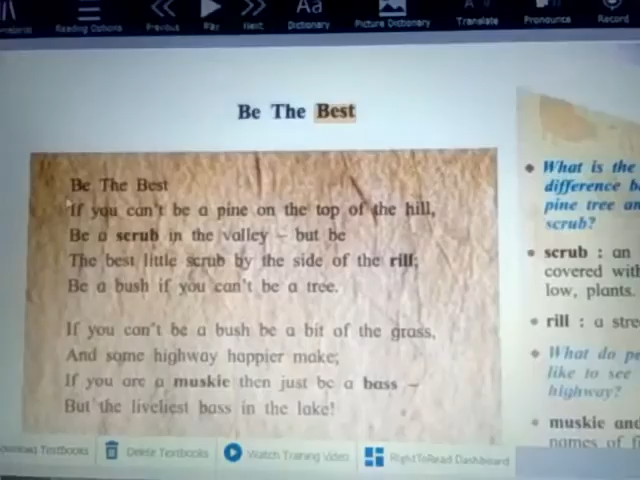 Reading Options Previous Play Next Aa Dictionary Picture Dictionary Translate Pronounce Record
Be The Best
Be The Best
If you can't be a pine on the top of the hill,
Be a scrub in the valley – but be
The best little scrub by the side of the rill;
Be a bush if you can't be a tree.
If you can't be a bush be a bit of the grass,
And some highway happier make;
If you are a muskie then just be a bass –
But the liveliest bass in the lake!
What is the
difference b
pine tree an
scrub?
scrub : an
covered with
low, plants.
rill : a stre
What do pe
like to see
highway?
muskie and
names of fi
Download Textbooks Delete Textbooks Watch Training Video RightToRead Dashboard